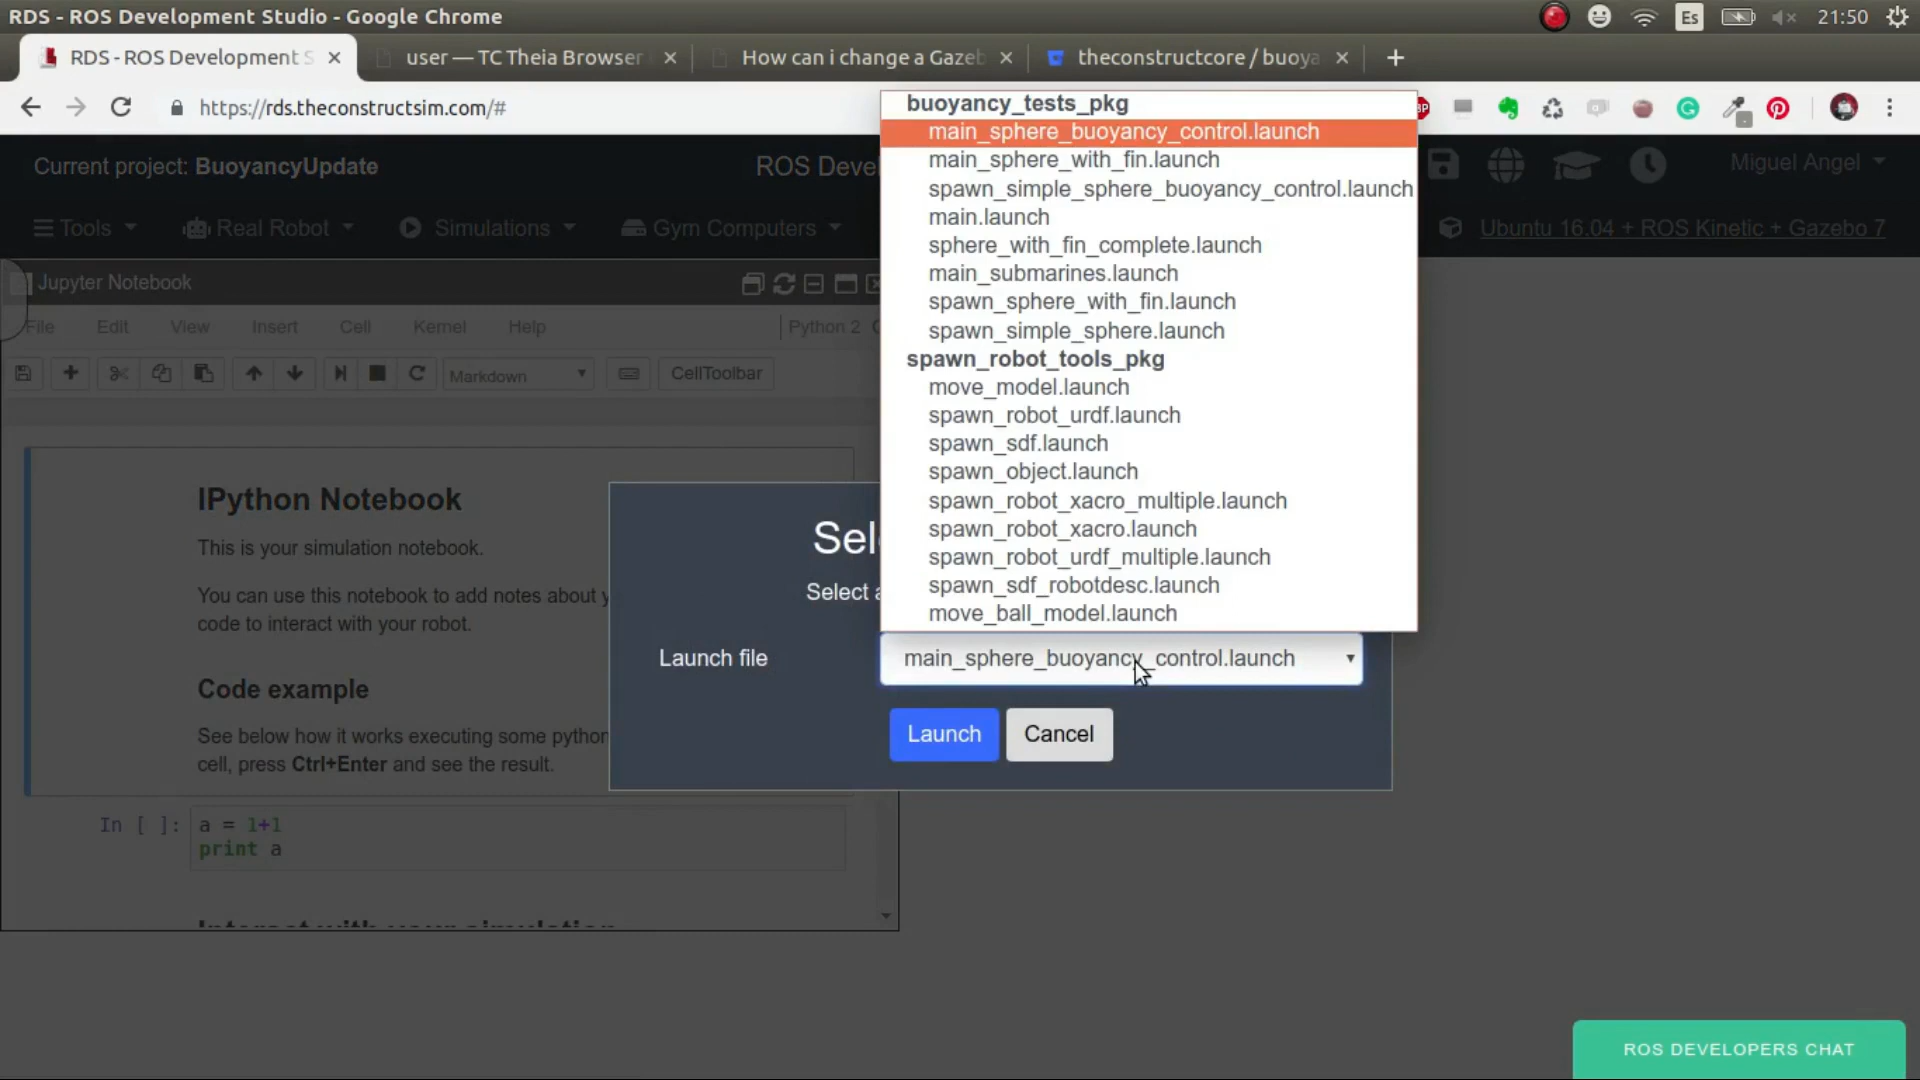 RDS - ROS Development Studio - Google Chrome
Es
21:50
RDS - ROS Development S
user — TC Theia Browser
How can i change a Gazeb
theconstructcore / buoya
https://rds.theconstructsim.com/#
Current project: BuoyancyUpdate
ROS Deve
Miguel Angel
Tools
Real Robot
Simulations
Gym Computers
Ubuntu 16.04 + ROS Kinetic + Gazebo 7
Jupyter Notebook
File Edit View Insert Cell Kernel Help
Python 2
Markdown
CellToolbar
IPython Notebook
This is your simulation notebook.
You can use this notebook to add notes about y
code to interact with your robot.
Code example
See below how it works executing some python
cell, press Ctrl+Enter and see the result.
In [ ]:
a = 1+1
print a
Interact with your simulation
buoyancy_tests_pkg
main_sphere_buoyancy_control.launch
main_sphere_with_fin.launch
spawn_simple_sphere_buoyancy_control.launch
main.launch
sphere_with_fin_complete.launch
main_submarines.launch
spawn_sphere_with_fin.launch
spawn_simple_sphere.launch
spawn_robot_tools_pkg
move_model.launch
spawn_robot_urdf.launch
spawn_sdf.launch
spawn_object.launch
spawn_robot_xacro_multiple.launch
spawn_robot_xacro.launch
spawn_robot_urdf_multiple.launch
spawn_sdf_robotdesc.launch
move_ball_model.launch
Sel
Select a
Launch file
main_sphere_buoyancy_control.launch
Launch
Cancel
ROS DEVELOPERS CHAT